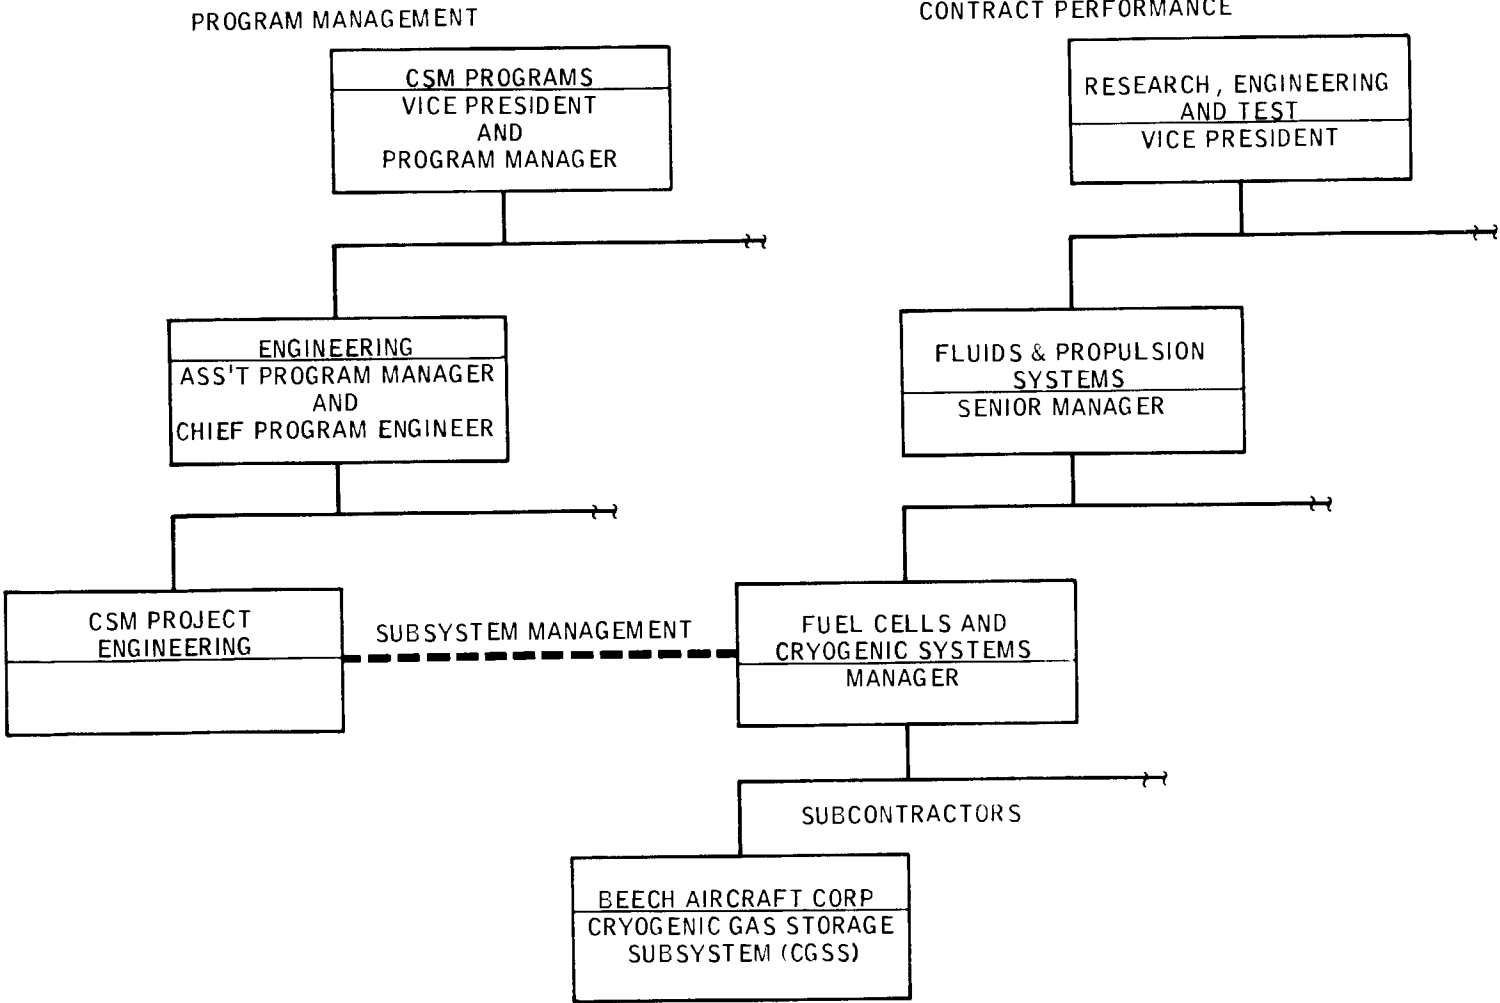 PROGRAM MANAGEMENT
CSM PROGRAMS
VICE PRESIDENT
AND
PROGRAM MANAGER
ENGINEERING
ASS'T PROGRAM MANAGER
AND
CHIEF PROGRAM ENGINEER
CSM PROJECT
ENGINEERING
SUBSYSTEM MANAGEMENT
CONTRACT PERFORMANCE
RESEARCH, ENGINEERING
AND TEST
VICE PRESIDENT
FLUIDS & PROPULSION
SYSTEMS
SENIOR MANAGER
FUEL CELLS AND
CRYOGENIC SYSTEMS
MANAGER
SUBCONTRACTORS
BEECH AIRCRAFT CORP
CRYOGENIC GAS STORAGE
SUBSYSTEM (CGSS)